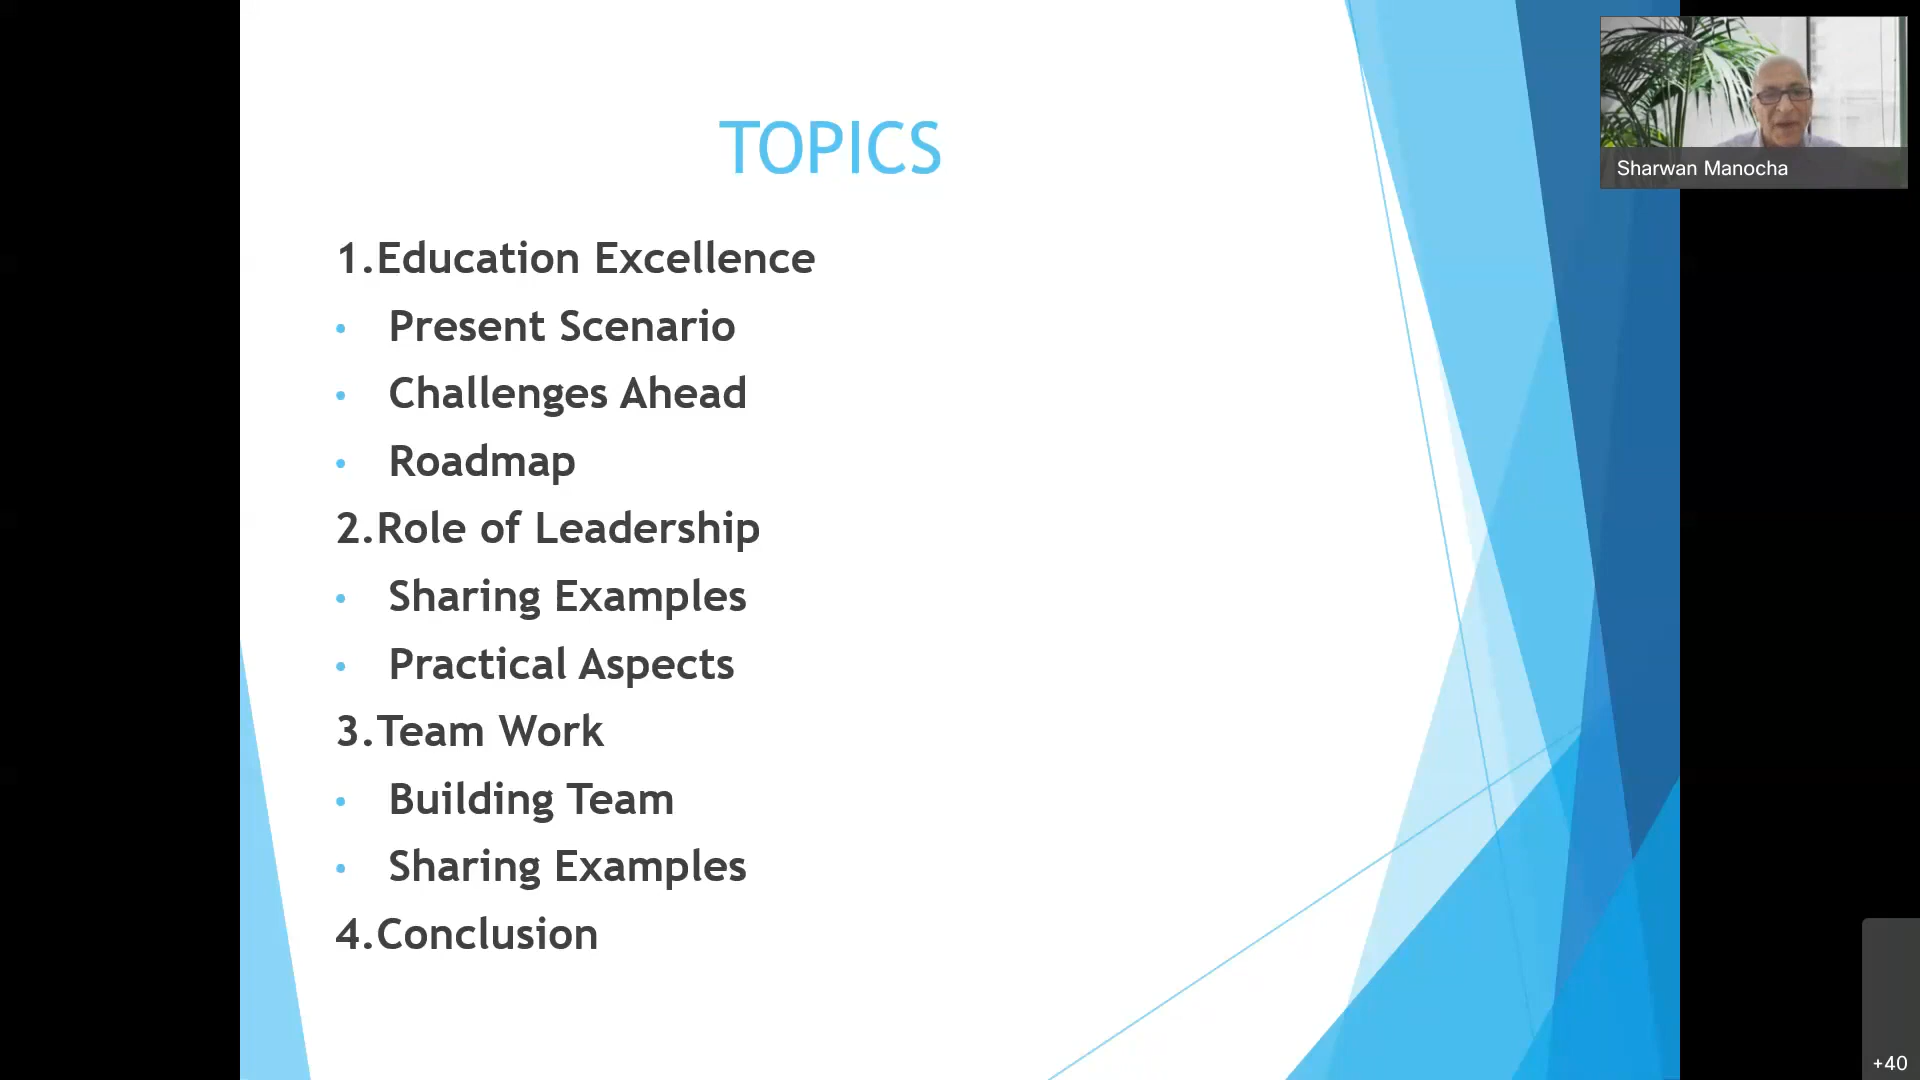 TOPICS
1.Education Excellence
• Present Scenario
• Challenges Ahead
• Roadmap
2.Role of Leadership
• Sharing Examples
• Practical Aspects
3.Team Work
• Building Team
• Sharing Examples
4.Conclusion
Sharwan Manocha
+40